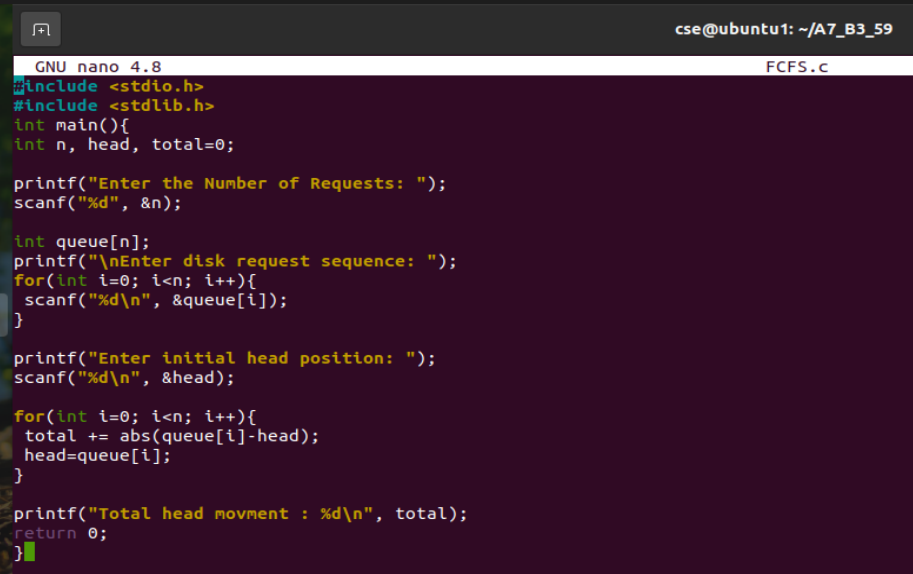 cse@ubuntu1: ~/A7_B3_59
GNU nano 4.8 FCFS.c
#include <stdio.h>
#include <stdlib.h>
int main(){
int n, head, total=0;
printf("Enter the Number of Requests: ");
scanf("%d", &n);
int queue[n];
printf("\nEnter disk request sequence: ");
for(int i=0; i<n; i++){
scanf("%d\n", &queue[i]);
}
printf("Enter initial head position: ");
scanf("%d\n", &head);
for(int i=0; i<n; i++){
total += abs(queue[i]-head);
head=queue[i];
}
printf("Total head movment : %d\n", total);
return 0;
}